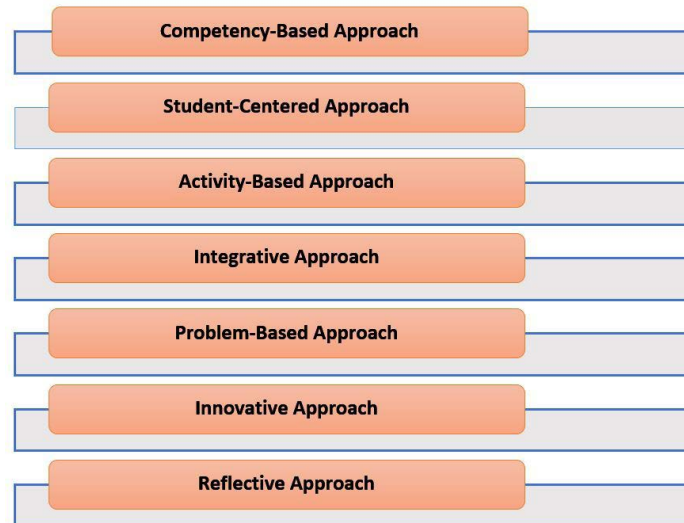 Competency-Based Approach
Student-Centered Approach
Activity-Based Approach
Integrative Approach
Problem-Based Approach
Innovative Approach
Reflective Approach